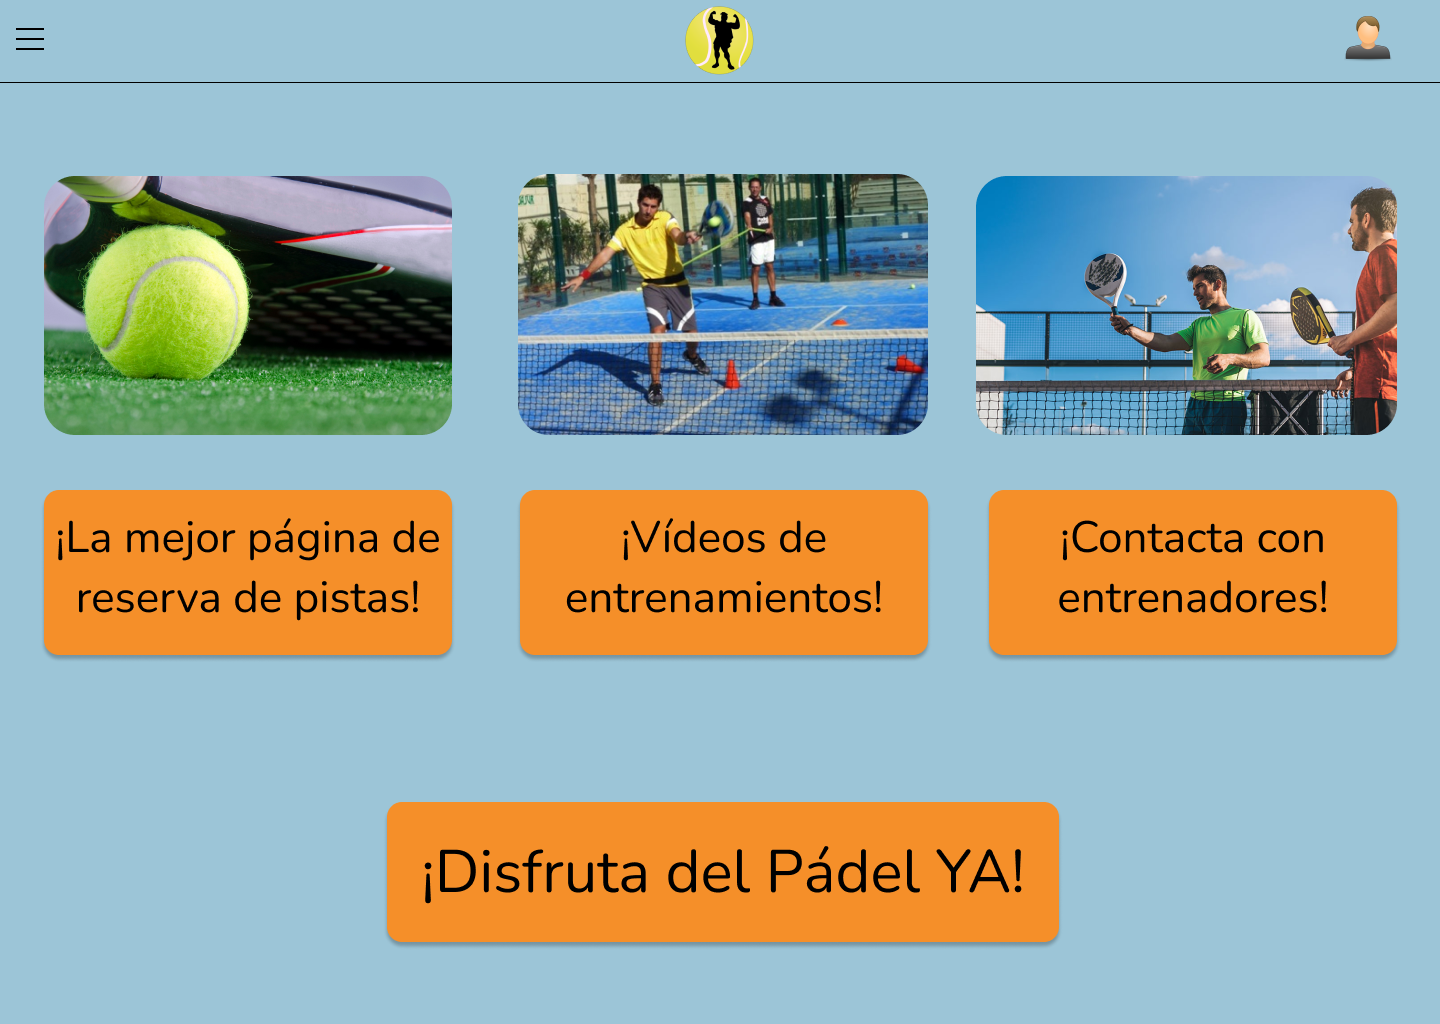 ¡La mejor página de
reserva de pistas!
¡Vídeos de
entrenamientos!
¡Contacta con
entrenadores!
¡Disfruta del Pádel YA!